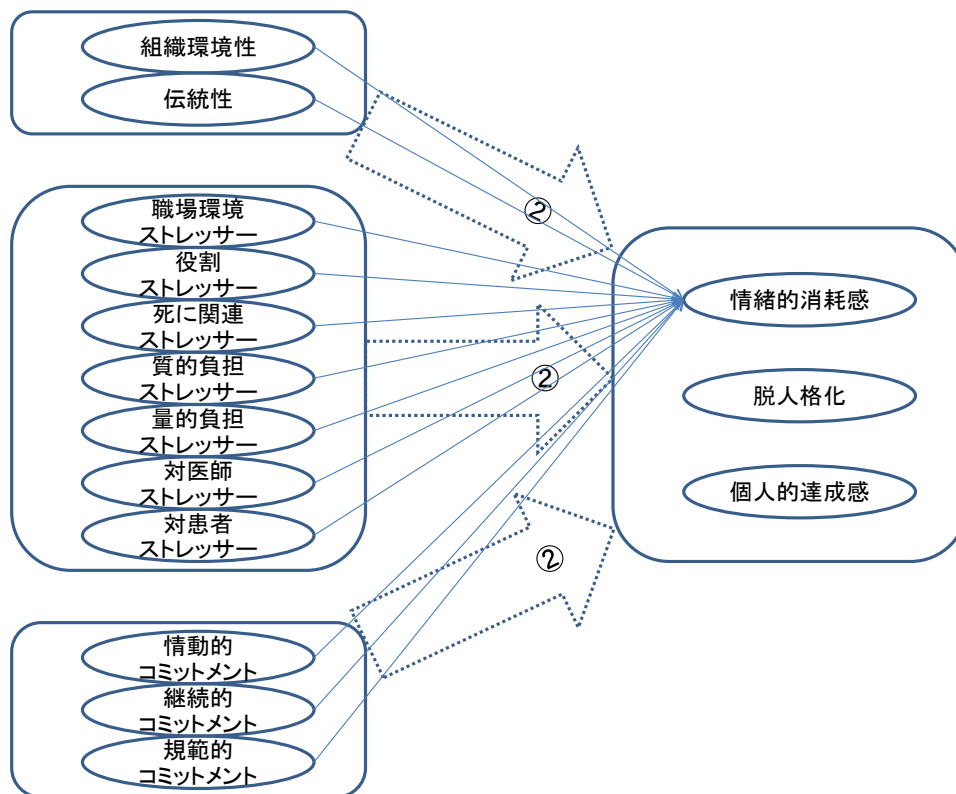 組織環境性
伝統性
②
職場環境
ストレッサー
役割
ストレッサー
死に関連
ストレッサー
質的負担
ストレッサー
量的負担
ストレッサー
対医師
ストレッサー
対患者
ストレッサー
②
情緒的消耗感
脱人格化
個人的達成感
②
情動的
コミットメント
継続的
コミットメント
規範的
コミットメント